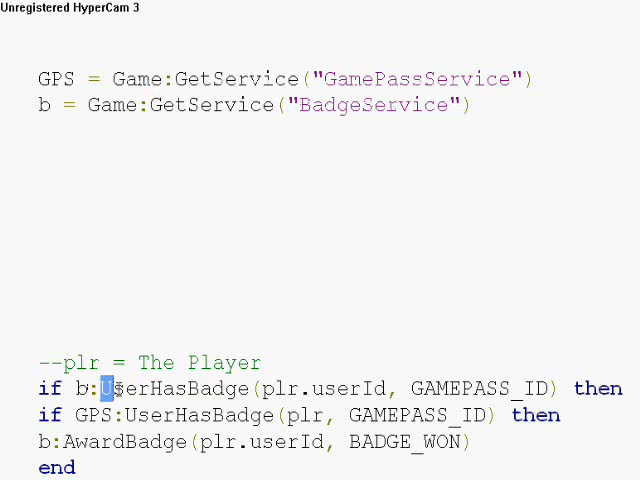 Unregistered HyperCam 3
GPS = Game:GetService("GamePassService")
b = Game:GetService("BadgeService")
--plr = The Player
if b:UserHasBadge(plr.userId, GAMEPASS_ID) then
if GPS:UserHasBadge(plr, GAMEPASS_ID) then
b:AwardBadge(plr.userId, BADGE_WON)
end